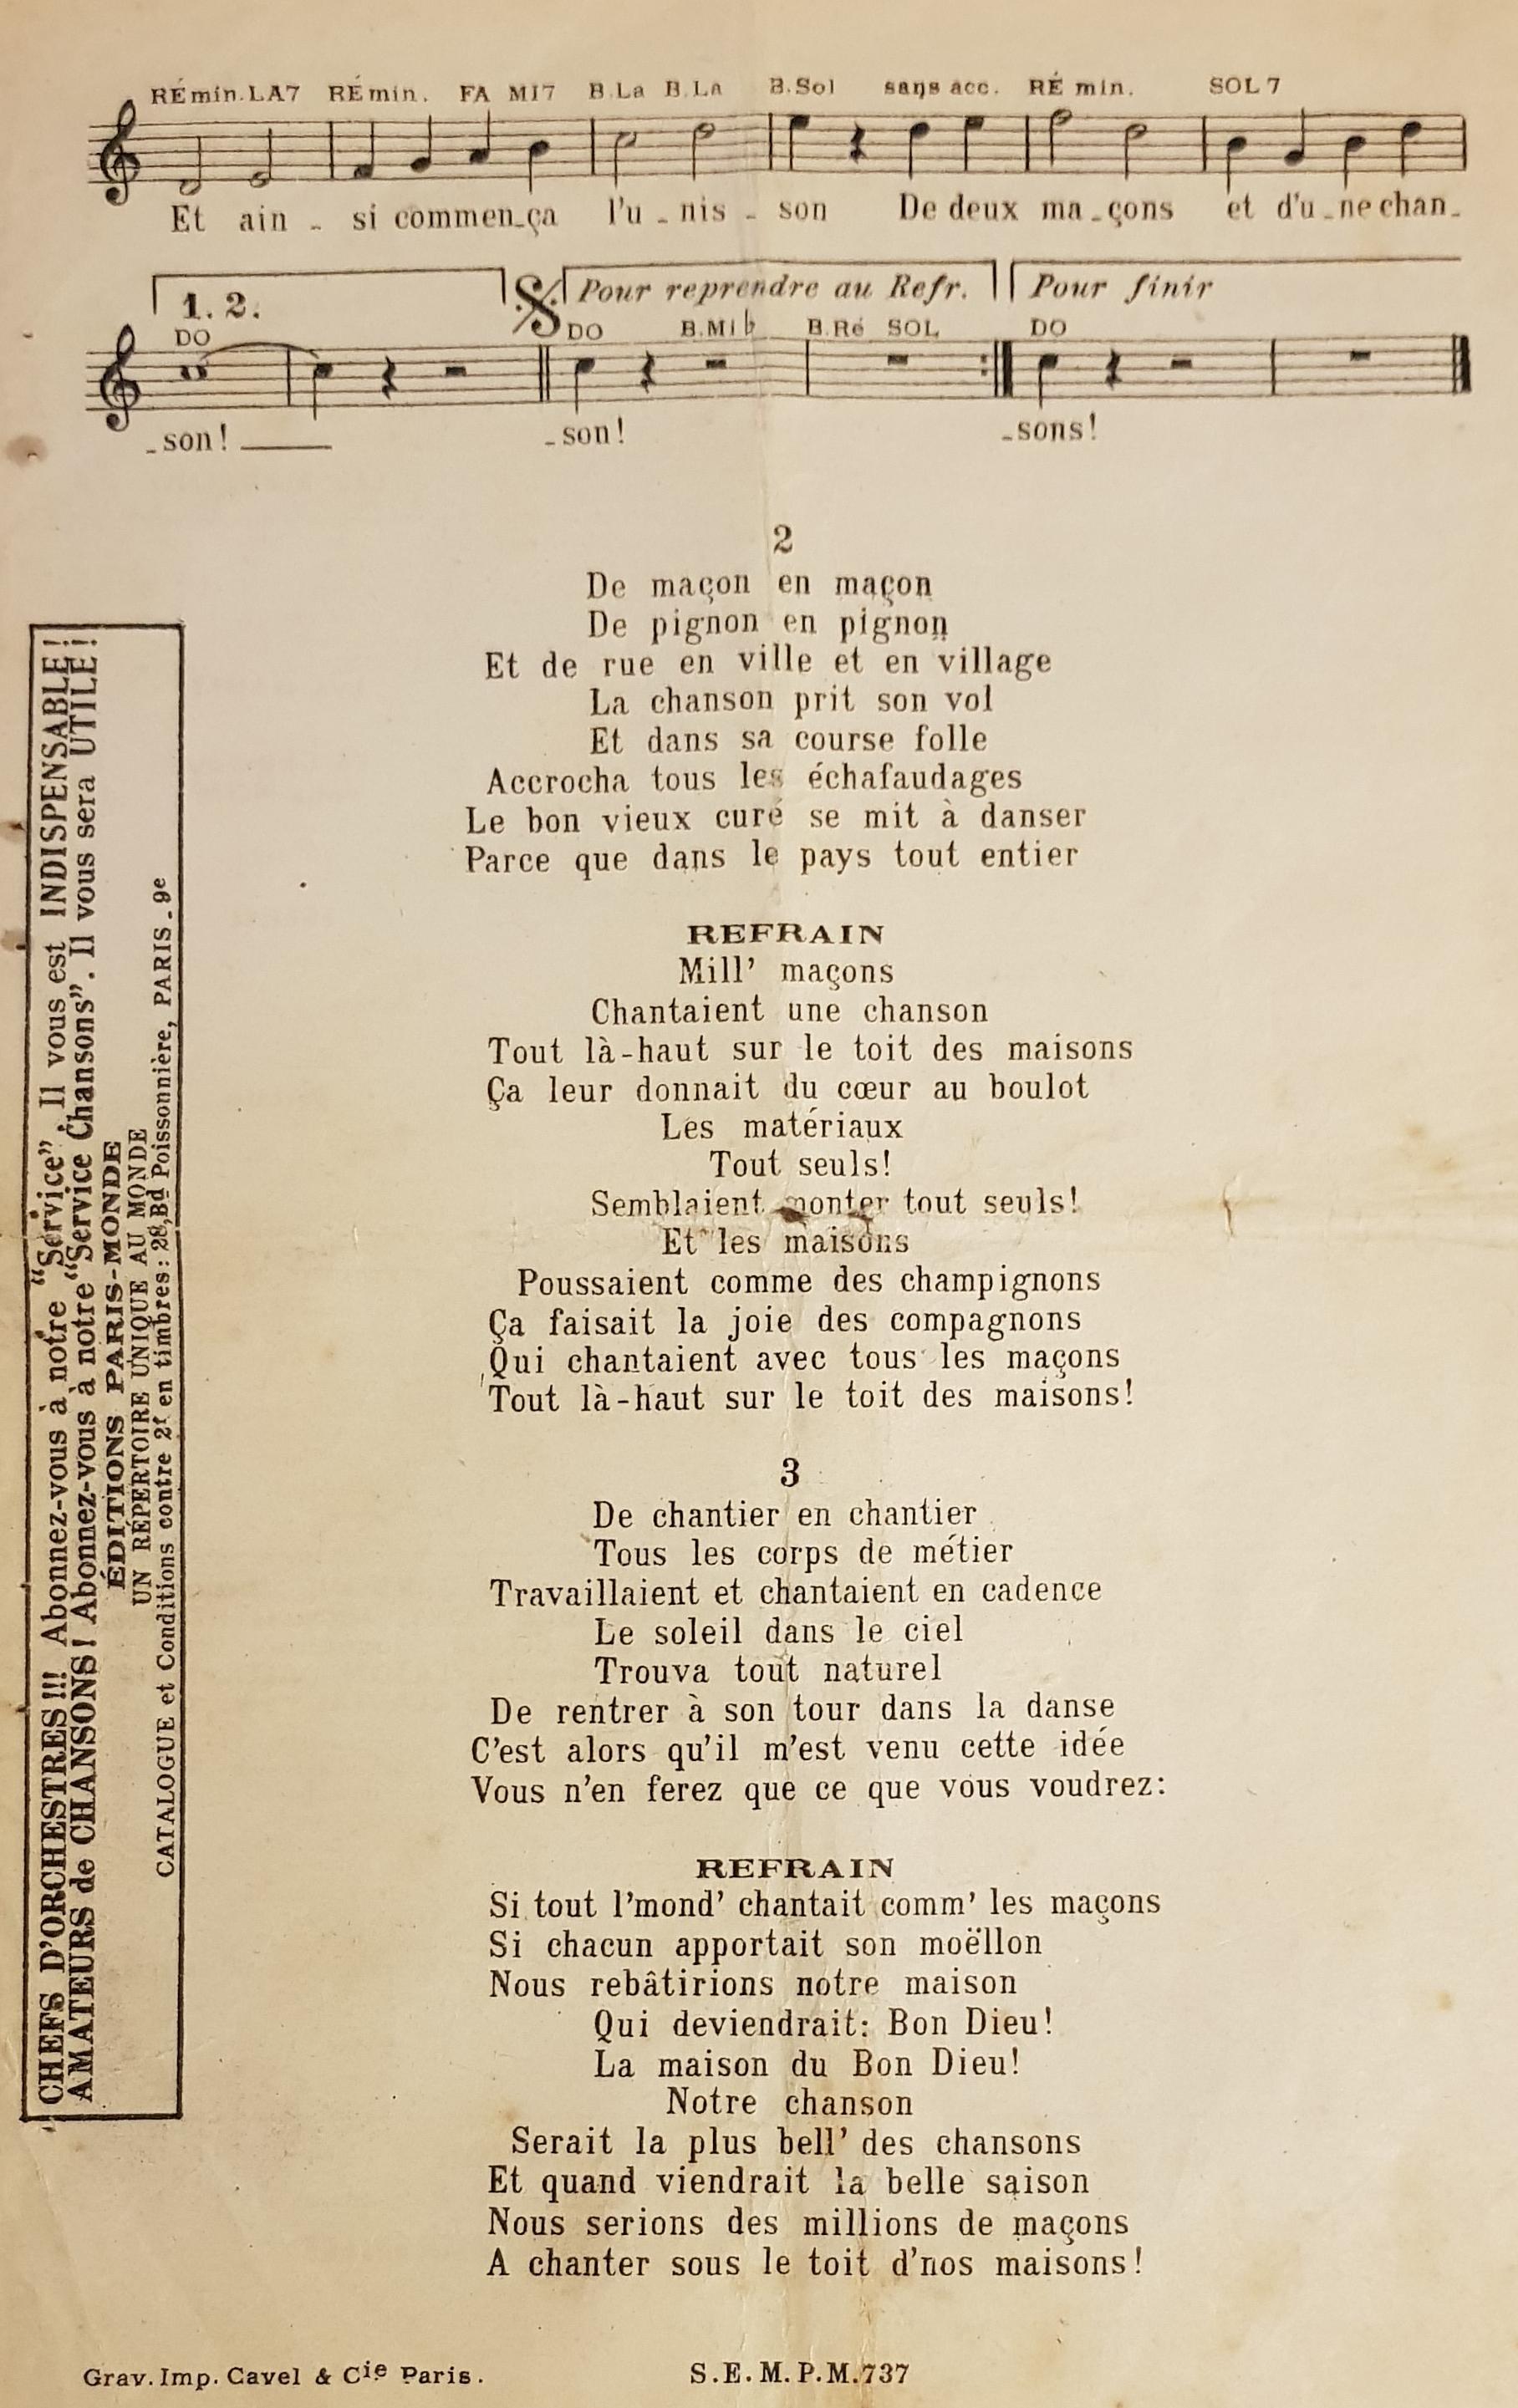 RÉ min. LA7 RÉ min. FA MI7 B.La B.La B.Sol sans acc. RÉ min. SOL 7
Et ain - si commen-ça l'u - nis - son De deux ma-çons et d'u-ne chan-
1. 2. Pour reprendre au Refr. Pour finir
DO DO B.Mi♭ B.Ré SOL DO
-son! -son! -sons!
2
De maçon en maçon
De pignon en pignon
Et de rue en ville et en village
La chanson prit son vol
Et dans sa course folle
Accrocha tous les échafaudages
Le bon vieux curé se mit à danser
Parce que dans le pays tout entier
REFRAIN
Mill' maçons
Chantaient une chanson
Tout là-haut sur le toit des maisons
Ça leur donnait du cœur au boulot
Les matériaux
Tout seuls!
Semblaient monter tout seuls!
Et les maisons
Poussaient comme des champignons
Ça faisait la joie des compagnons
Qui chantaient avec tous les maçons
Tout là-haut sur le toit des maisons!
3
De chantier en chantier
Tous les corps de métier
Travaillaient et chantaient en cadence
Le soleil dans le ciel
Trouva tout naturel
De rentrer à son tour dans la danse
C'est alors qu'il m'est venu cette idée
Vous n'en ferez que ce que vous voudrez:
REFRAIN
Si tout l'mond' chantait comm' les maçons
Si chacun apportait son moëllon
Nous rebâtirions notre maison
Qui deviendrait: Bon Dieu!
La maison du Bon Dieu!
Notre chanson
Serait la plus bell' des chansons
Et quand viendrait la belle saison
Nous serions des millions de maçons
A chanter sous le toit d'nos maisons!
CHEFS D'ORCHESTRES!!! Abonnez-vous à notre "Service". Il vous est INDISPENSABLE!
AMATEURS de CHANSONS! Abonnez-vous à notre "Service Chansons". Il vous sera UTILE!
ÉDITIONS PARIS-MONDE
UN RÉPERTOIRE UNIQUE AU MONDE
CATALOGUE et Conditions contre 2f en timbres: 28, Bd Poissonnière, PARIS-9e
Grav. Imp. Cavel & Cie Paris. S.E.M.P.M. 737